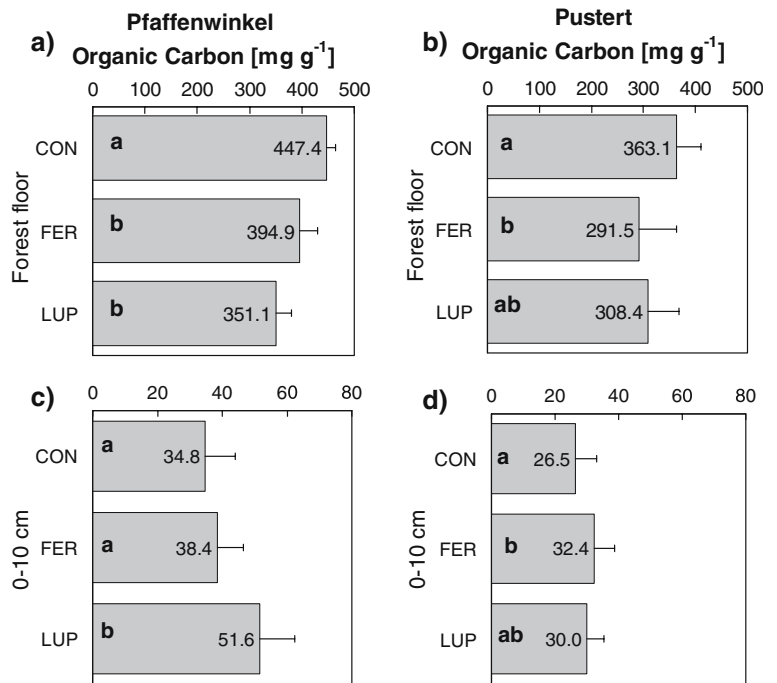 Pfaffenwinkel
a) Organic Carbon [mg g⁻¹]
0 100 200 300 400 500
Forest floor
CON a 447.4
FER b 394.9
LUP b 351.1
Pustert
b) Organic Carbon [mg g⁻¹]
0 100 200 300 400 500
Forest floor
CON a 363.1
FER b 291.5
LUP ab 308.4
c)
0 20 40 60 80
0-10 cm
CON a 34.8
FER a 38.4
LUP b 51.6
d)
0 20 40 60 80
0-10 cm
CON a 26.5
FER b 32.4
LUP ab 30.0